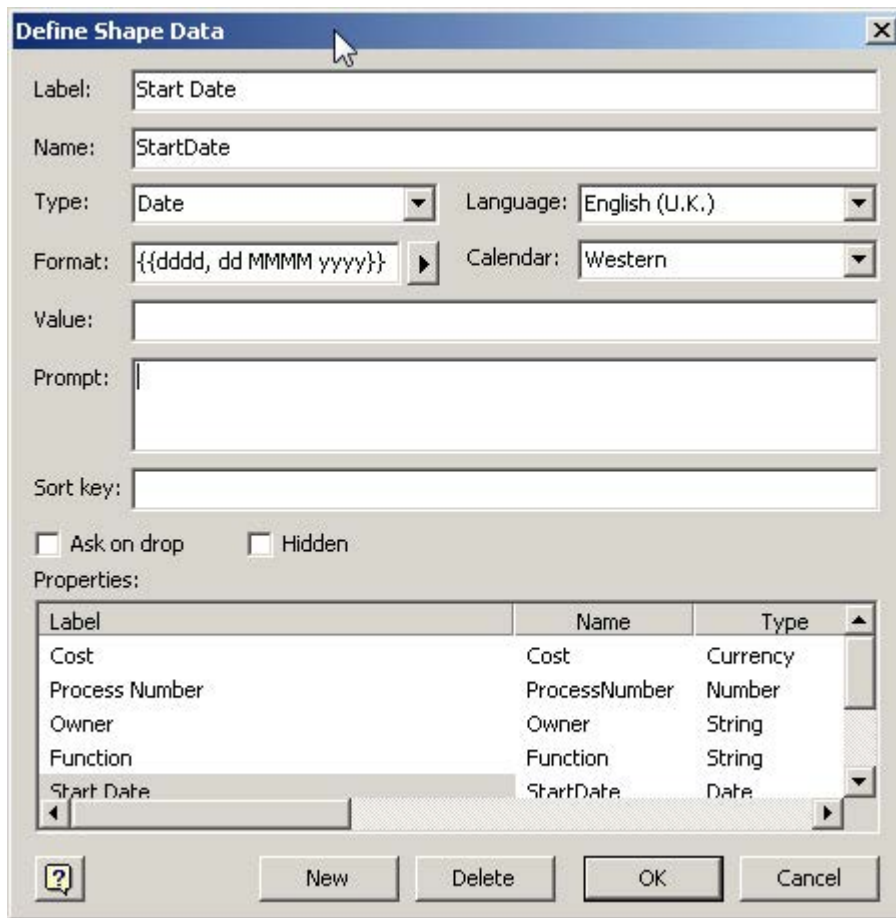 Define Shape Data
Label: Start Date
Name: StartDate
Type: Date Language: English (U.K.)
Format: {{dddd, dd MMMM yyyy}} Calendar: Western
Value:
Prompt:
Sort key:
Ask on drop Hidden
Properties:
Label Name Type
Cost Cost Currency
Process Number ProcessNumber Number
Owner Owner String
Function Function String
Start Date StartDate Date
? New Delete OK Cancel